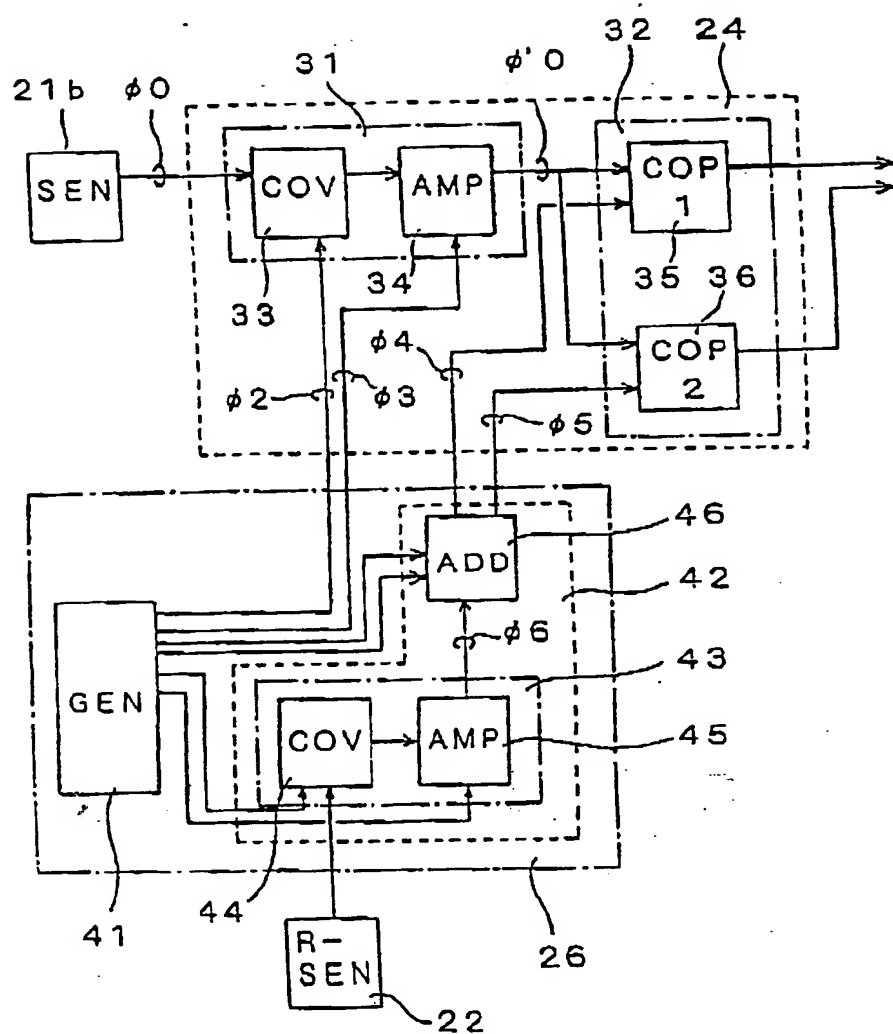 32
24
31
φ'0
21b
φ0
SEN
COV
AMP
COP
1
35
33
34
36
COP
2
φ4
φ2
φ3
φ5
46
ADD
42
φ6
43
GEN
COV
AMP
45
44
41
26
R-
SEN
22